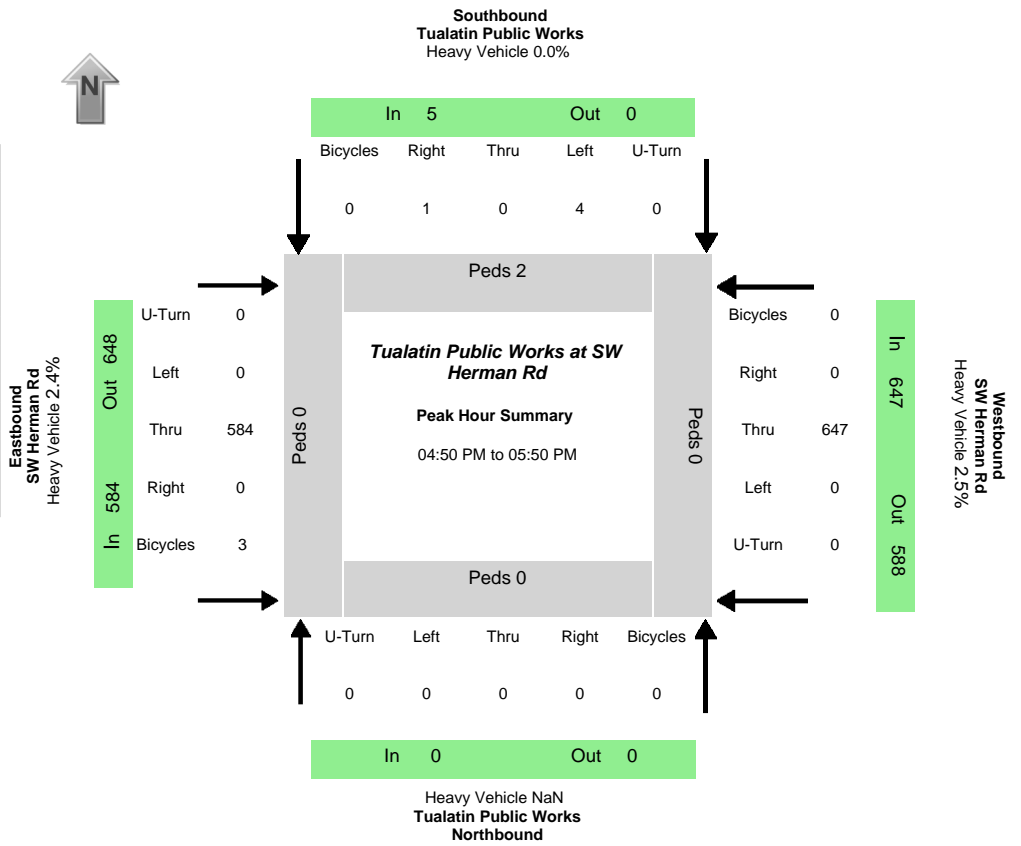 Southbound
Tualatin Public Works
Heavy Vehicle 0.0%
N
In 5 Out 0
Bicycles Right Thru Left U-Turn
0 1 0 4 0
Peds 2
Eastbound
SW Herman Rd
Heavy Vehicle 2.4%
In 584 Out 648
U-Turn 0
Left 0
Thru 584
Right 0
Bicycles 3
Peds 0
Tualatin Public Works at SW
Herman Rd
Peak Hour Summary
04:50 PM to 05:50 PM
Peds 0
Bicycles 0
Right 0
Thru 647
Left 0
U-Turn 0
In 647 Out 588
Westbound
SW Herman Rd
Heavy Vehicle 2.5%
Peds 0
U-Turn Left Thru Right Bicycles
0 0 0 0 0
In 0 Out 0
Heavy Vehicle NaN
Tualatin Public Works
Northbound